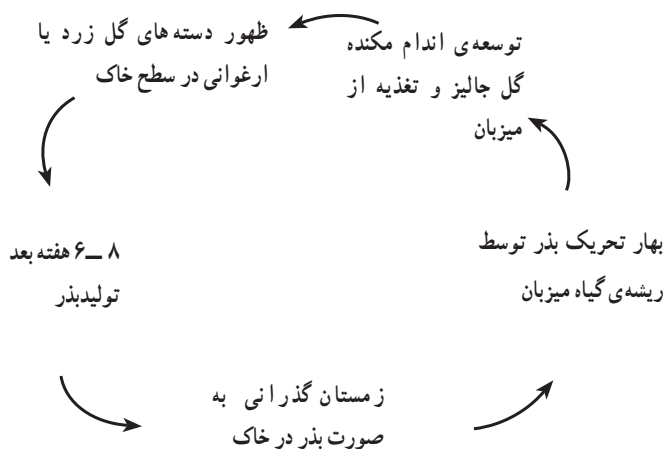 توسعه‌ی اندام مکنده
گل جالیز و تغذیه از
میزبان
ظهور دسته‌های گل زرد یا
ارغوانی در سطح خاک
۶ – ۸ هفته بعد
تولیدبذر
زمستان گذرانی به
صورت بذر در خاک
بهار تحریک بذر توسط
ریشه‌ی گیاه میزبان